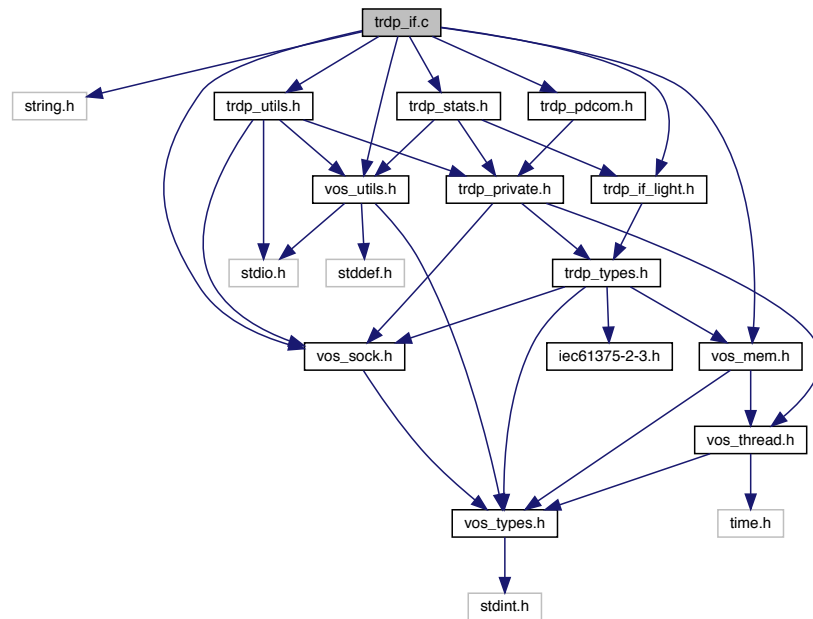 trdp_if.c
string.h
trdp_utils.h
trdp_stats.h
trdp_pdcom.h
vos_utils.h
trdp_private.h
trdp_if_light.h
stdio.h
stddef.h
trdp_types.h
vos_sock.h
iec61375-2-3.h
vos_mem.h
vos_thread.h
vos_types.h
time.h
stdint.h